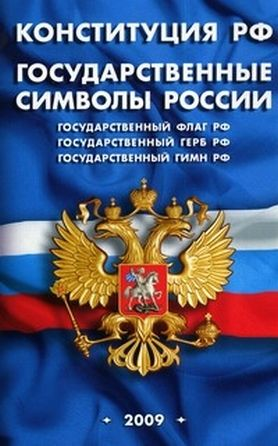 КОНСТИТУЦИЯ РФ
ГОСУДАРСТВЕННЫЕ
СИМВОЛЫ РОССИИ
ГОСУДАРСТВЕННЫЙ ФЛАГ РФ
ГОСУДАРСТВЕННЫЙ ГЕРБ РФ
ГОСУДАРСТВЕННЫЙ ГИМН РФ
2009